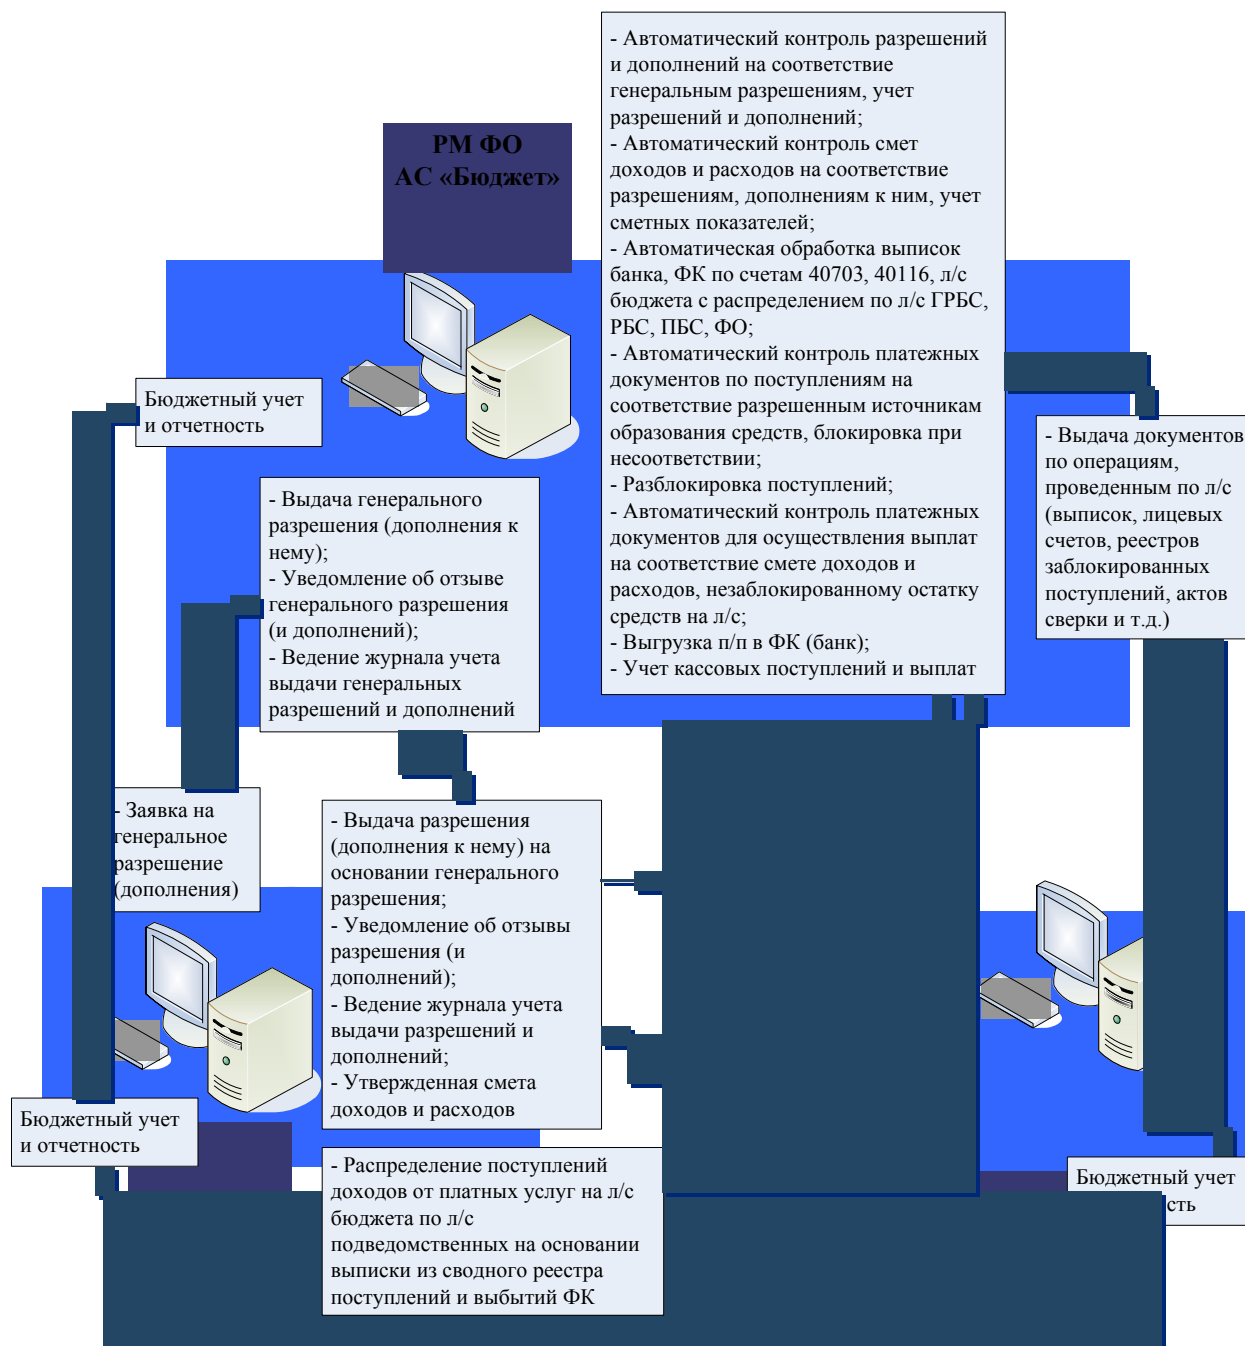 РМ ФО
АС «Бюджет»
- Автоматический контроль разрешений
и дополнений на соответствие
генеральным разрешениям, учет
разрешений и дополнений;
- Автоматический контроль смет
доходов и расходов на соответствие
разрешениям, дополнениям к ним, учет
сметных показателей;
- Автоматическая обработка выписок
банка, ФК по счетам 40703, 40116, л/с
бюджета с распределением по л/с ГРБС,
РБС, ПБС, ФО;
- Автоматический контроль платежных
документов по поступлениям на
соответствие разрешенным источникам
образования средств, блокировка при
несоответствии;
- Разблокировка поступлений;
- Автоматический контроль платежных
документов для осуществления выплат
на соответствие смете доходов и
расходов, незаблокированному остатку
средств на л/с;
- Выгрузка п/п в ФК (банк);
- Учет кассовых поступлений и выплат
Бюджетный учет
и отчетность
- Выдача документов
по операциям,
проведенным по л/с
(выписок, лицевых
счетов, реестров
заблокированных
поступлений, актов
сверки и т.д.)
- Выдача генерального
разрешения (дополнения к
нему);
- Уведомление об отзыве
генерального разрешения
(и дополнений);
- Ведение журнала учета
выдачи генеральных
разрешений и дополнений
- Заявка на
генеральное
разрешение
(дополнения)
- Выдача разрешения
(дополнения к нему) на
основании генерального
разрешения;
- Уведомление об отзывы
разрешения (и
дополнений);
- Ведение журнала учета
выдачи разрешений и
дополнений;
- Утвержденная смета
доходов и расходов
Бюджетный учет
и отчетность
- Распределение поступлений
доходов от платных услуг на л/с
бюджета по л/с
подведомственных на основании
выписки из сводного реестра
поступлений и выбытий ФК
Бюджетный учет
сть